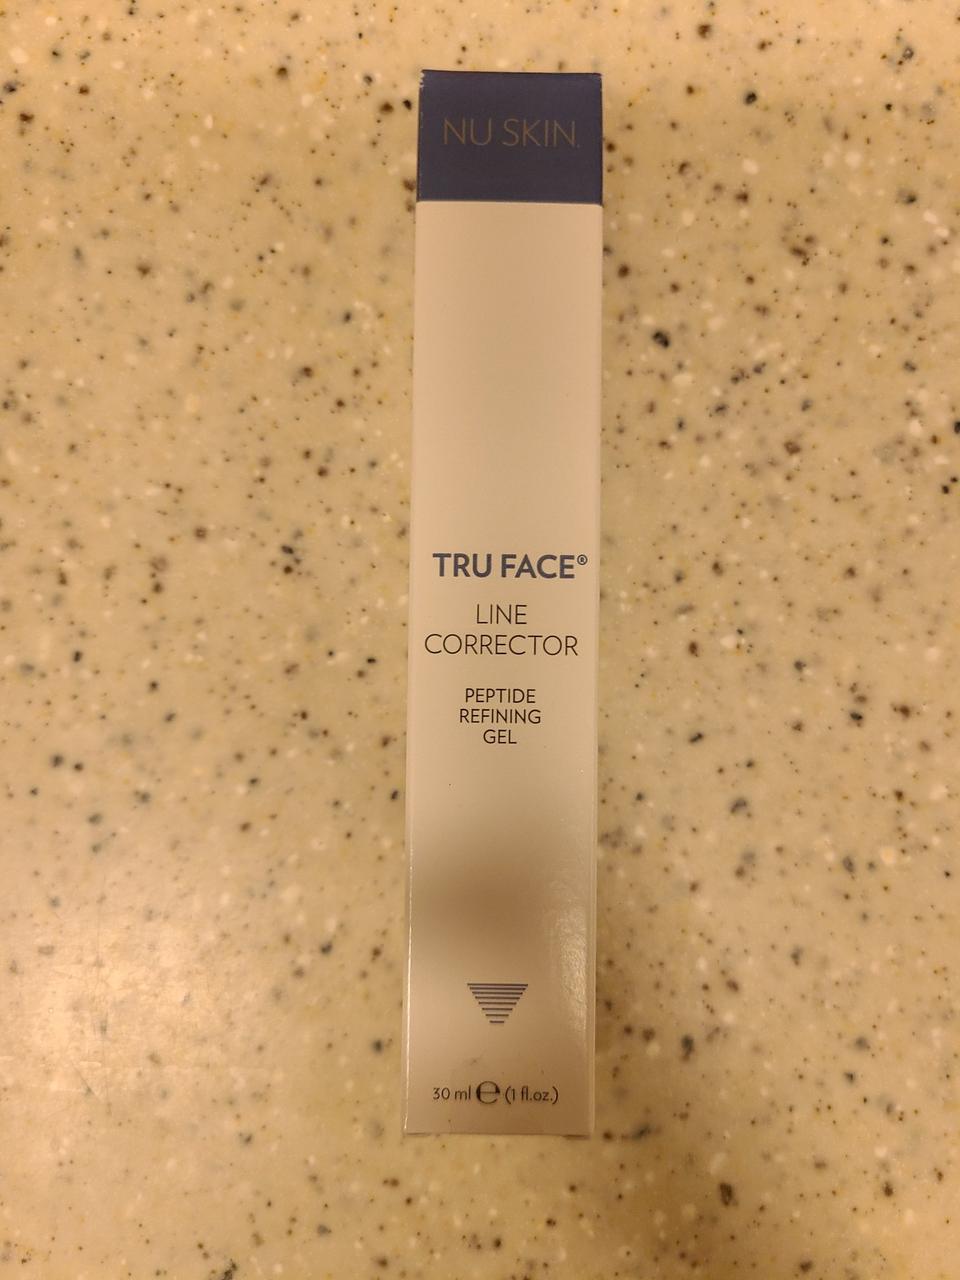 NU SKIN.
TRU FACE®
LINE
CORRECTOR
PEPTIDE
REFINING
GEL
30 ml ℮ (1 fl.oz.)